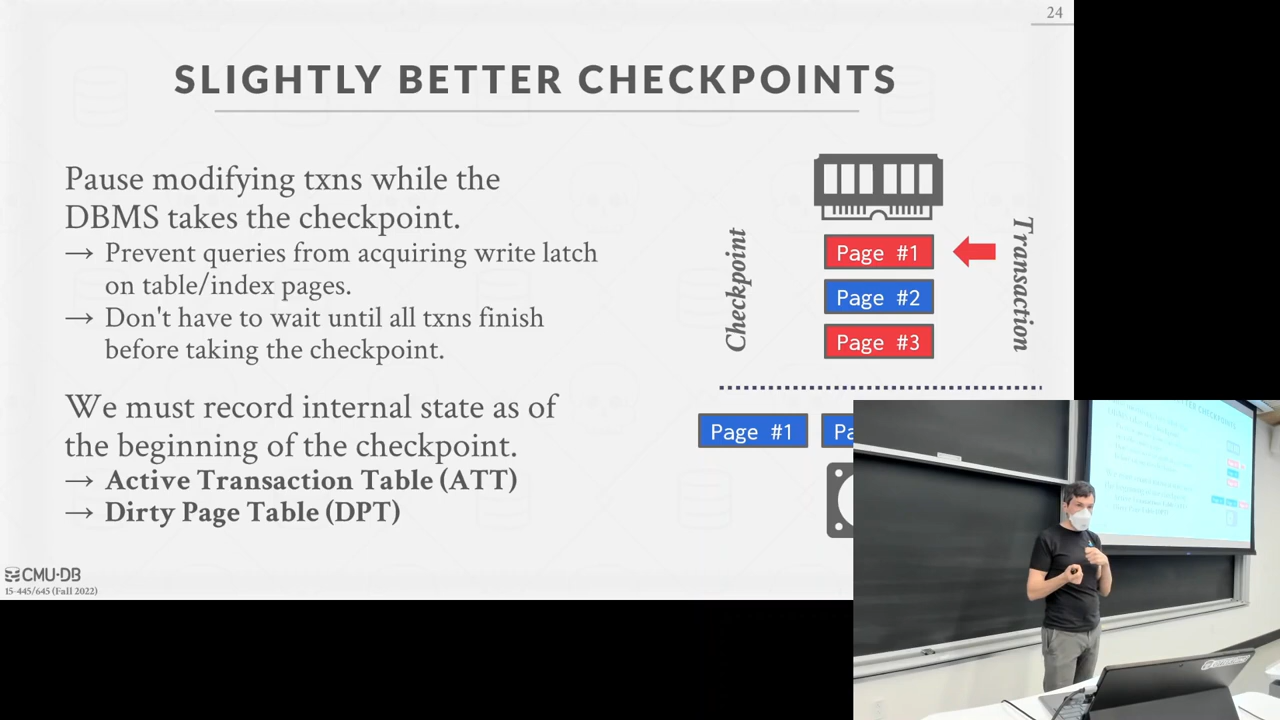 24
SLIGHTLY BETTER CHECKPOINTS
Pause modifying txns while the
DBMS takes the checkpoint.
→ Prevent queries from acquiring write latch
on table/index pages.
→ Don't have to wait until all txns finish
before taking the checkpoint.
We must record internal state as of
the beginning of the checkpoint.
→ Active Transaction Table (ATT)
→ Dirty Page Table (DPT)
Checkpoint
Page #1
Page #2
Page #3
Transaction
Page #1
Pa
CMU·DB
15-445/645 (Fall 2022)